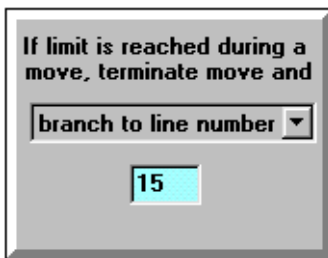 If limit is reached during a
move, terminate move and
branch to line number
15